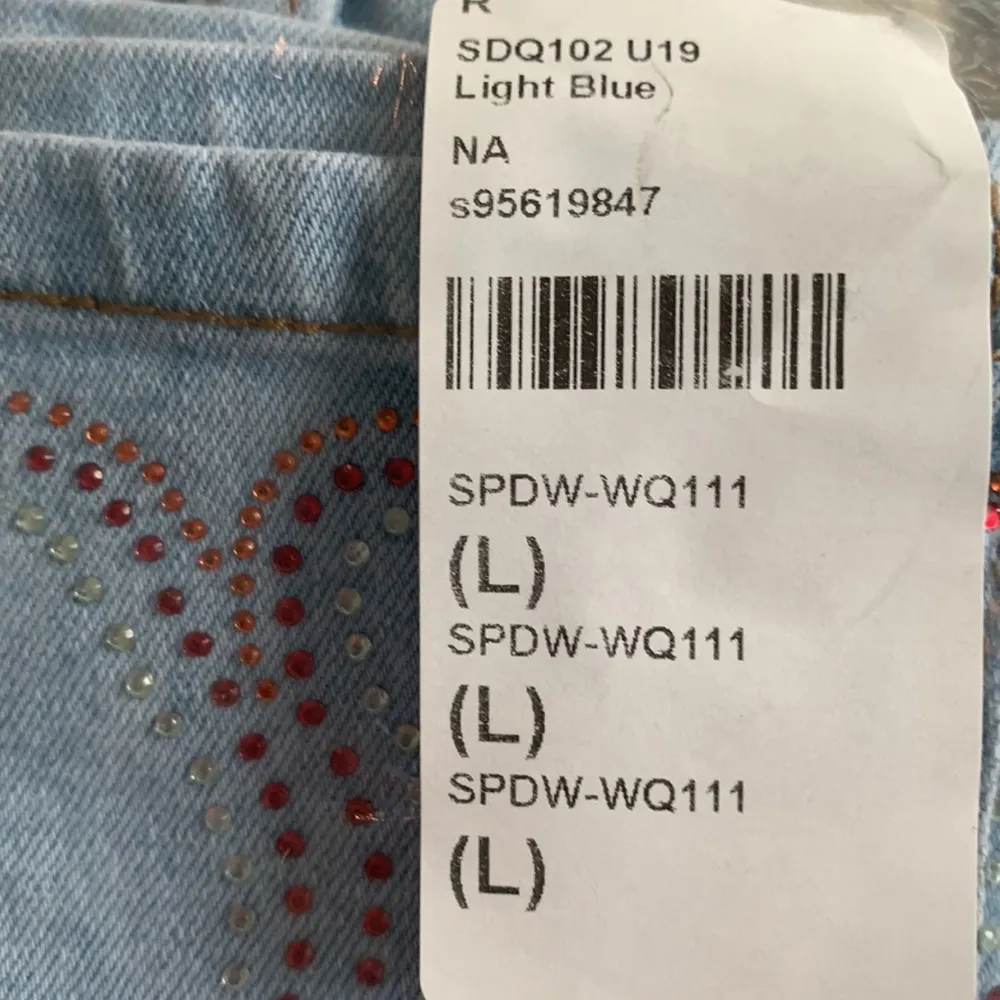 R
SDQ102 U19
Light Blue
NA
s95619847
SPDW-WQ111
(L)
SPDW-WQ111
(L)
SPDW-WQ111
(L)